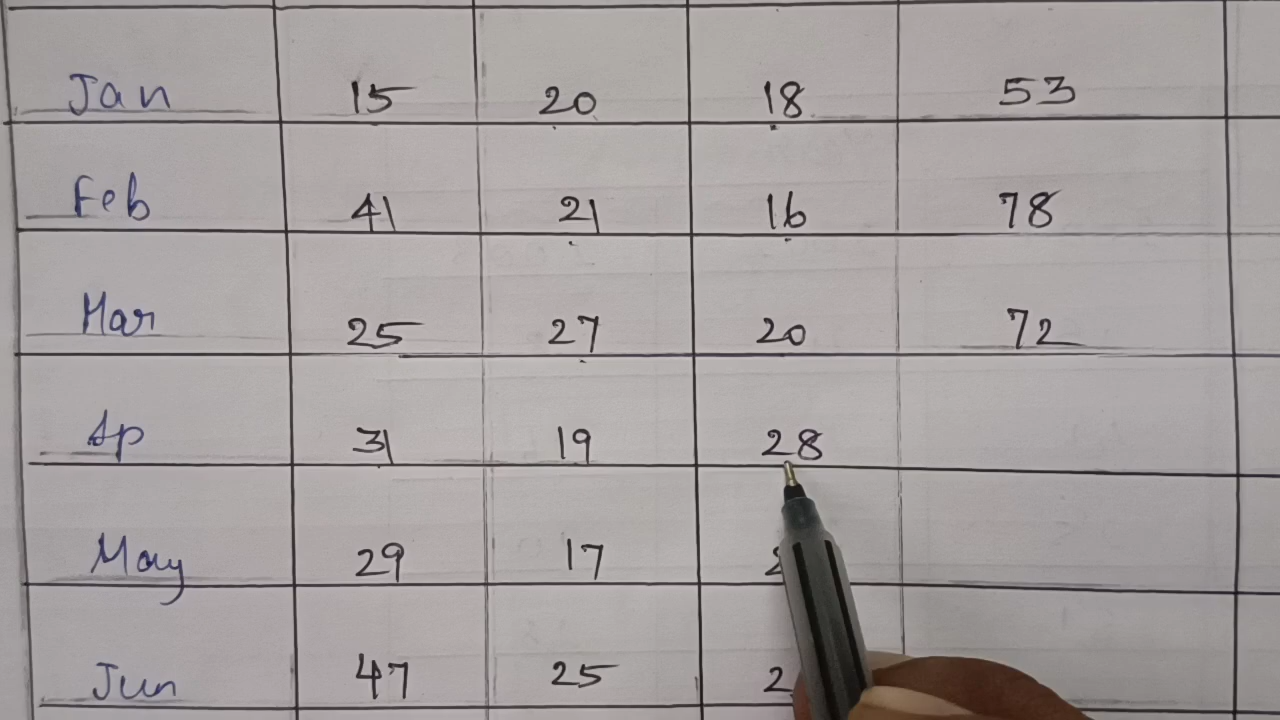 Jan 15 20 18 53
Feb 41 21 16 78
Mar 25 27 20 72
Ap 31 19 28
May 29 17
Jun 47 25